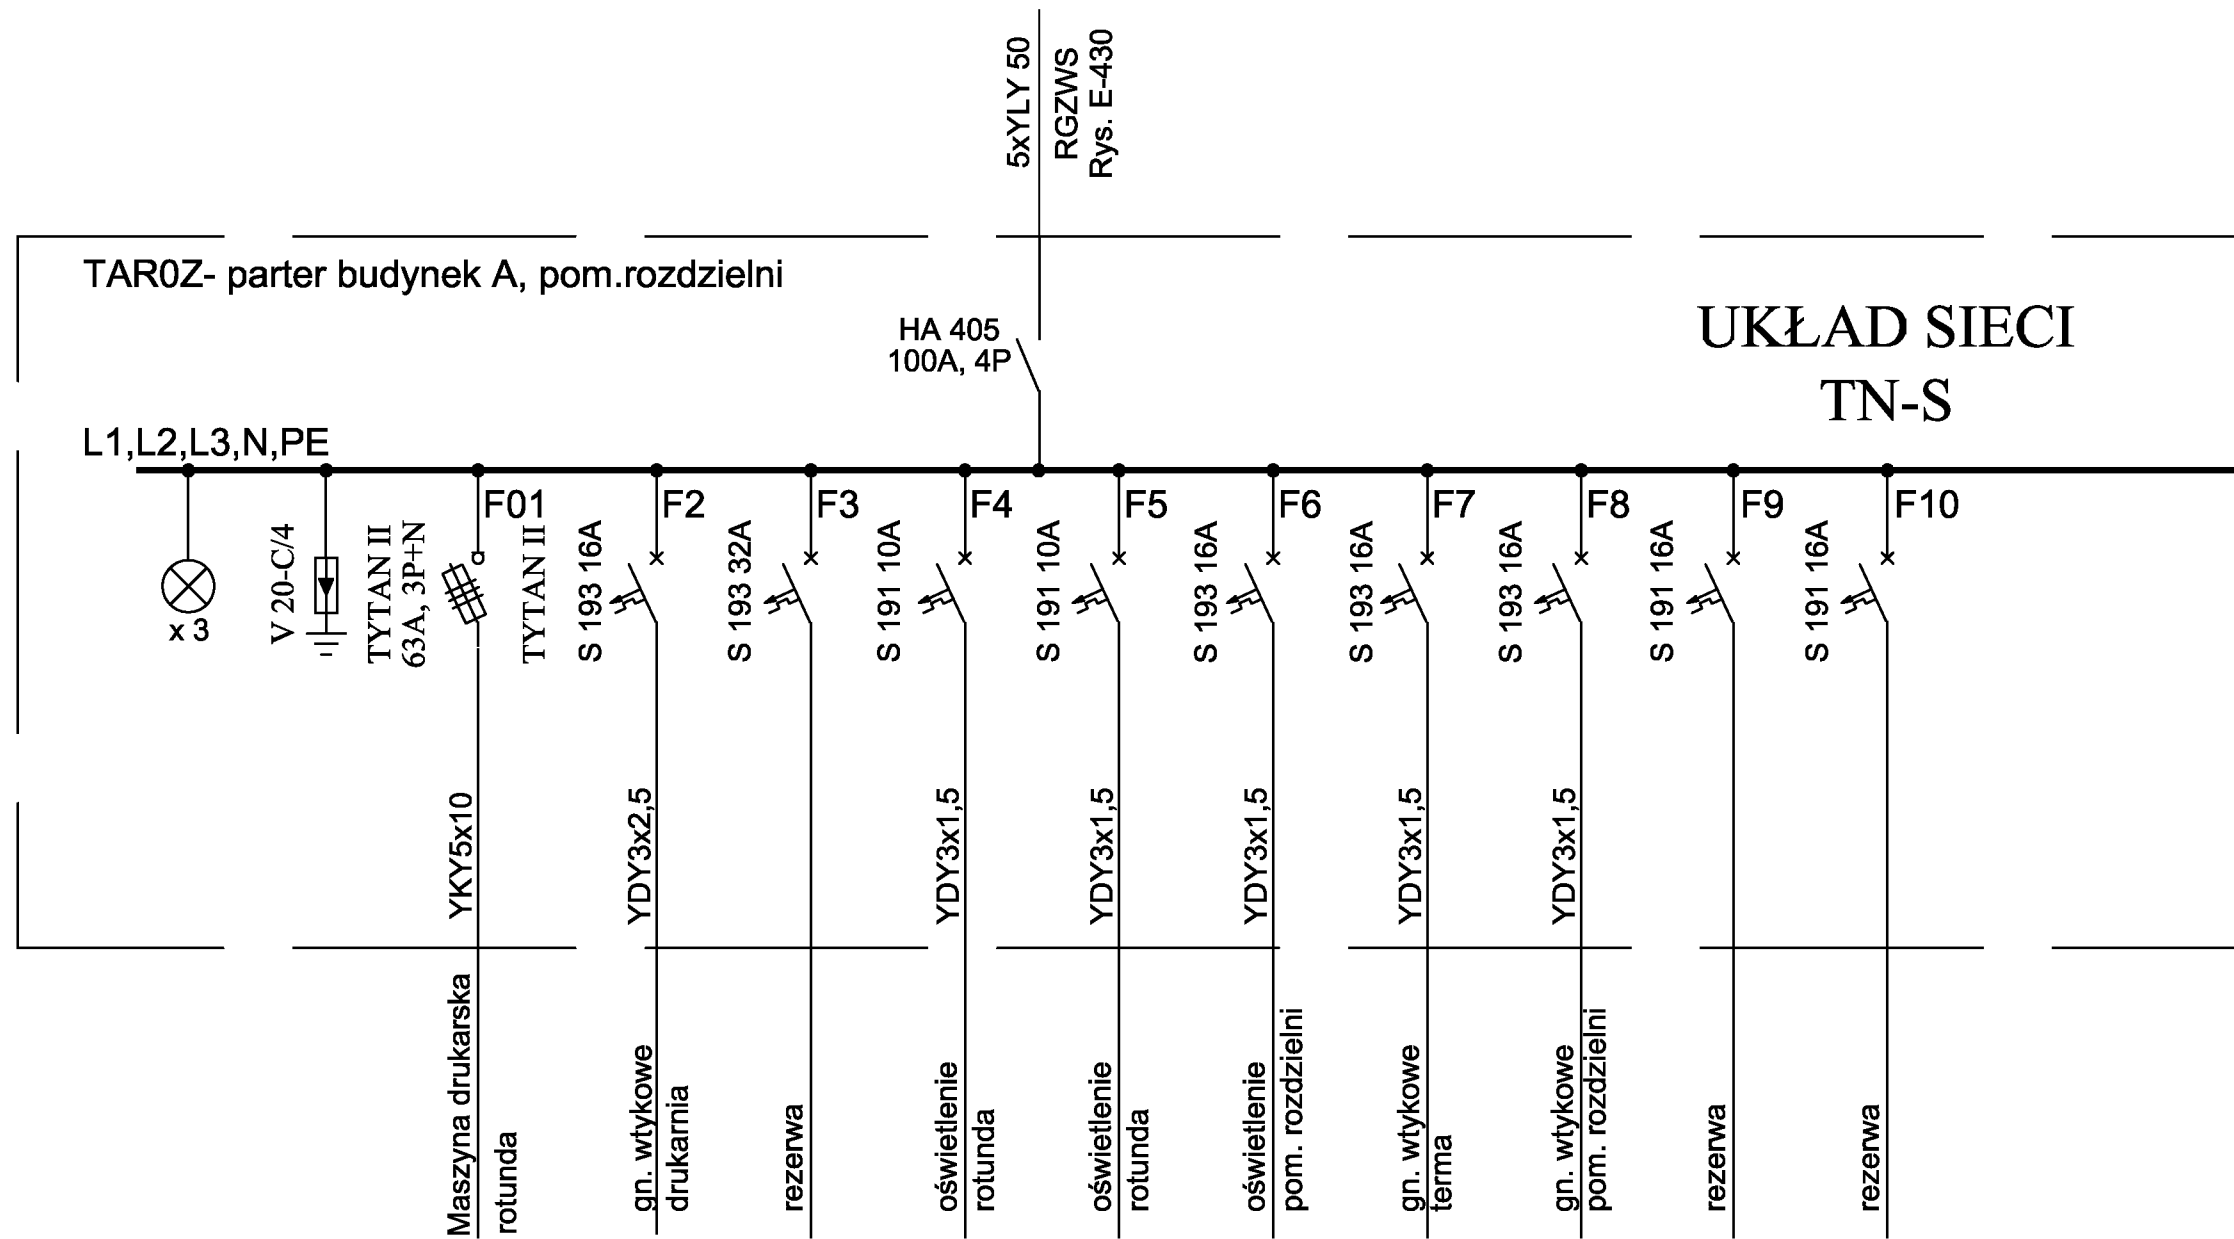 5xYLY 50
RGZWS
Rys. E-430
TAR0Z- parter budynek A, pom.rozdzielni
HA 405
100A, 4P
UKŁAD SIECI
TN-S
L1,L2,L3,N,PE
F01
F2
F3
F4
F5
F6
F7
F8
F9
F10
x 3
V 20-C/4
TYTAN II
63A, 3P+N
TYTAN II
S 193 16A
S 193 32A
S 191 10A
S 191 10A
S 193 16A
S 193 16A
S 193 16A
S 191 16A
S 191 16A
YKY5x10
YDY3x2,5
YDY3x1,5
YDY3x1,5
YDY3x1,5
YDY3x1,5
YDY3x1,5
Maszyna drukarska
rotunda
gn. wtykowe
drukarnia
rezerwa
oświetlenie
rotunda
oświetlenie
rotunda
oświetlenie
pom. rozdzielni
gn. wtykowe
terma
gn. wtykowe
pom. rozdzielni
rezerwa
rezerwa